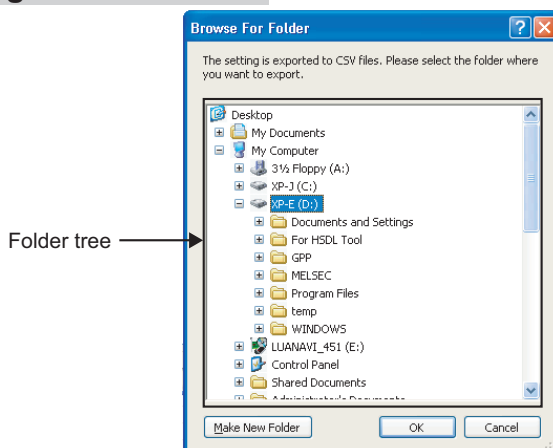 Browse For Folder
The setting is exported to CSV files. Please select the folder where
you want to export.
Desktop
My Documents
My Computer
3½ Floppy (A:)
XP-J (C:)
XP-E (D:)
Documents and Settings
For HSDL Tool
GPP
MELSEC
Program Files
temp
WINDOWS
LUANAVI_451 (E:)
Control Panel
Shared Documents
Administrator's Documents
Folder tree
Make New Folder
OK
Cancel